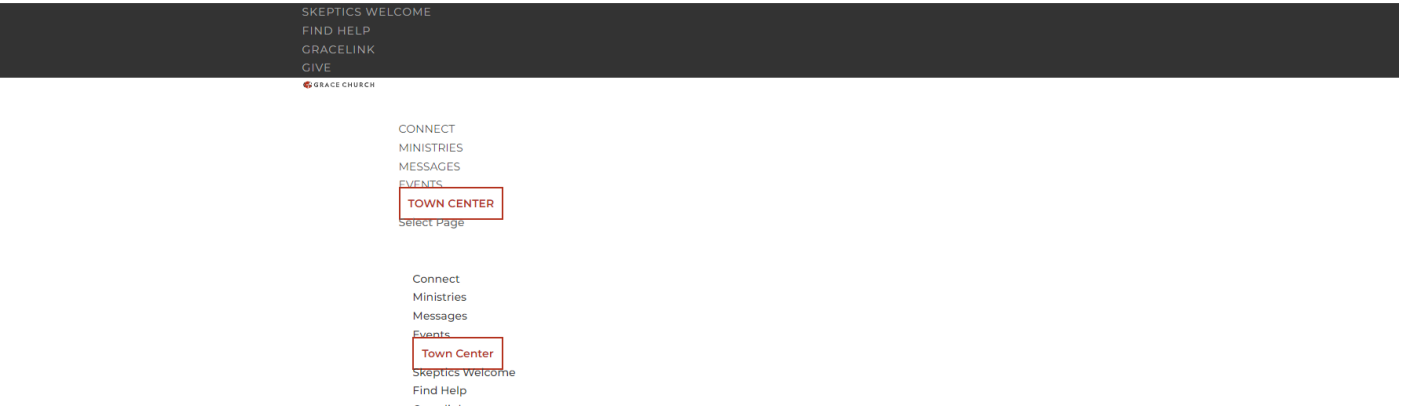 SKEPTICS WELCOME
FIND HELP
GRACELINK
GIVE
GRACE CHURCH
CONNECT
MINISTRIES
MESSAGES
EVENTS
TOWN CENTER
Select Page
Connect
Ministries
Messages
Events
Town Center
Skeptics Welcome
Find Help